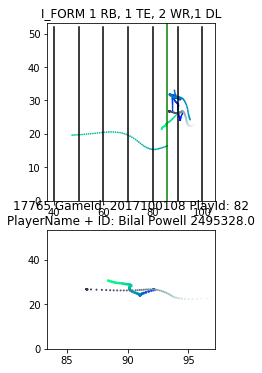 I_FORM 1 RB, 1 TE, 2 WR,1 DL
50
40
30
20
10
0
40 60 80 100
17765 GameId: 2017100108 PlayId: 82
PlayerName + ID: Bilal Powell 2495328.0
40
20
0
85 90 95